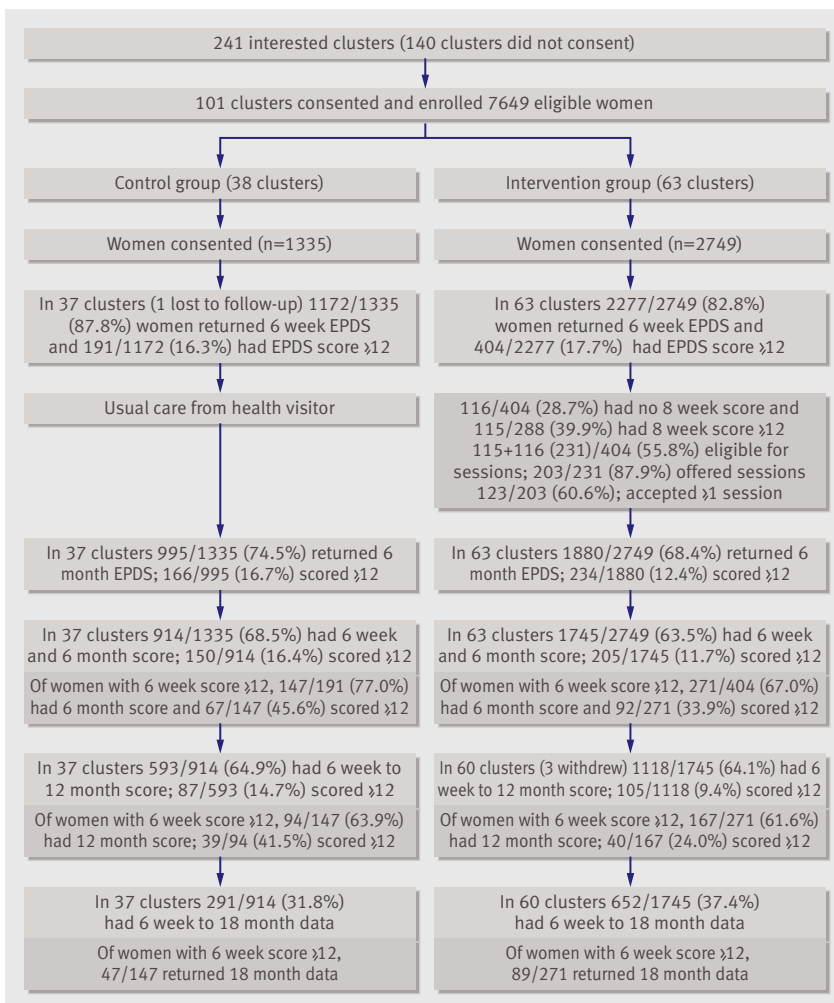 241 interested clusters (140 clusters did not consent)
101 clusters consented and enrolled 7649 eligible women
Control group (38 clusters)
Intervention group (63 clusters)
Women consented (n=1335)
Women consented (n=2749)
In 37 clusters (1 lost to follow-up) 1172/1335
(87.8%) women returned 6 week EPDS
and 191/1172 (16.3%) had EPDS score ≥12
In 63 clusters 2277/2749 (82.8%)
women returned 6 week EPDS and
404/2277 (17.7%) had EPDS score ≥12
Usual care from health visitor
116/404 (28.7%) had no 8 week score and
115/288 (39.9%) had 8 week score ≥12
115+116 (231)/404 (55.8%) eligible for
sessions; 203/231 (87.9%) offered sessions
123/203 (60.6%); accepted ≥1 session
In 37 clusters 995/1335 (74.5%) returned 6
month EPDS; 166/995 (16.7%) scored ≥12
In 63 clusters 1880/2749 (68.4%) returned 6
month EPDS; 234/1880 (12.4%) scored ≥12
In 37 clusters 914/1335 (68.5%) had 6 week
and 6 month score; 150/914 (16.4%) scored ≥12
Of women with 6 week score ≥12, 147/191 (77.0%)
had 6 month score and 67/147 (45.6%) scored ≥12
In 63 clusters 1745/2749 (63.5%) had 6 week
and 6 month score; 205/1745 (11.7%) scored ≥12
Of women with 6 week score ≥12, 271/404 (67.0%)
had 6 month score and 92/271 (33.9%) scored ≥12
In 37 clusters 593/914 (64.9%) had 6 week to
12 month score; 87/593 (14.7%) scored ≥12
Of women with 6 week score ≥12, 94/147 (63.9%)
had 12 month score; 39/94 (41.5%) scored ≥12
In 60 clusters (3 withdrew) 1118/1745 (64.1%) had 6
week to 12 month score; 105/1118 (9.4%) scored ≥12
Of women with 6 week score ≥12, 167/271 (61.6%)
had 12 month score; 40/167 (24.0%) scored ≥12
In 37 clusters 291/914 (31.8%)
had 6 week to 18 month data
Of women with 6 week score ≥12,
47/147 returned 18 month data
In 60 clusters 652/1745 (37.4%)
had 6 week to 18 month data
Of women with 6 week score ≥12,
89/271 returned 18 month data